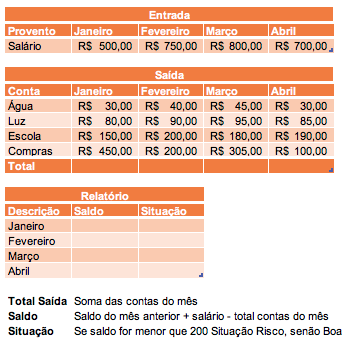 Entrada
Provento Janeiro Fevereiro Março Abril
Salário R$ 500,00 R$ 750,00 R$ 800,00 R$ 700,00
Saída
Conta Janeiro Fevereiro Março Abril
Água R$ 30,00 R$ 40,00 R$ 45,00 R$ 30,00
Luz R$ 80,00 R$ 90,00 R$ 95,00 R$ 85,00
Escola R$ 150,00 R$ 200,00 R$ 180,00 R$ 190,00
Compras R$ 450,00 R$ 200,00 R$ 305,00 R$ 100,00
Total
Relatório
Descrição Saldo Situação
Janeiro
Fevereiro
Março
Abril
Total Saída Soma das contas do mês
Saldo Saldo do mês anterior + salário - total contas do mês
Situação Se saldo for menor que 200 Situação Risco, senão Boa